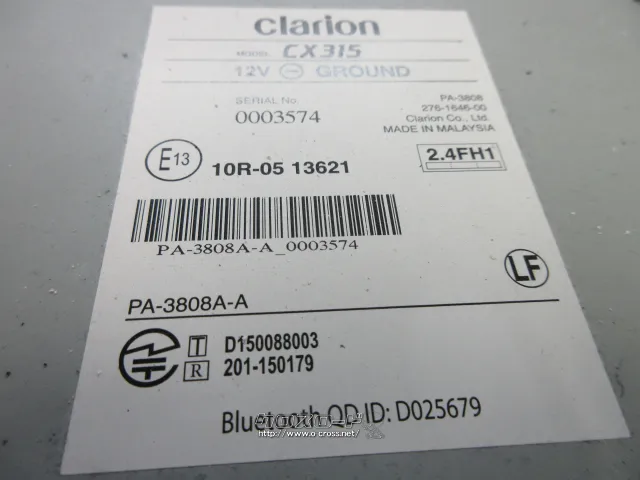 clarion
MODEL CX315
12V ⊖ GROUND
SERIAL No.
0003574
PA-3808
276-1646-00
Clarion Co., Ltd.
MADE IN MALAYSIA
E13
10R-05 13621
2.4FH1
PA-3808A-A_0003574
LF
PA-3808A-A
T D150088003
R 201-150179
Bluetooth QD ID: D025679
http://www.o-cross.net/